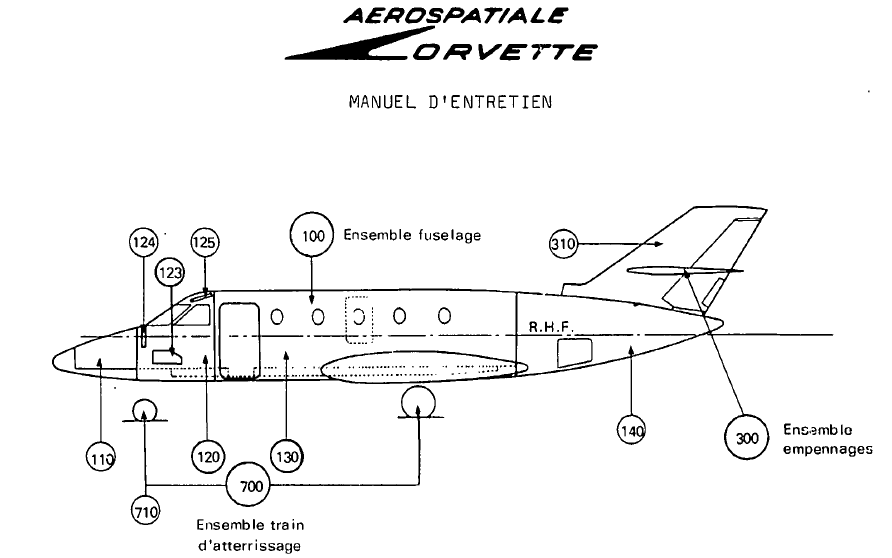 AEROSPATIALE
CORVETTE
MANUEL D'ENTRETIEN
124
125
100
Ensemble fuselage
310
123
R.H.F.
110
120
130
140
300
Ensemble
empennages
700
710
Ensemble train
d'atterrissage